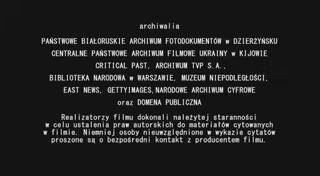 archiwalia
PAŃSTWOWE BIAŁORUSKIE ARCHIWUM FOTODOKUMENTÓW w DZIERŻYŃSKU
CENTRALNE PAŃSTWOWE ARCHIWUM FILMOWE UKRAINY w KIJOWIE
CRITICAL PAST, ARCHIWUM TVP S.A.,
BIBLIOTEKA NARODOWA w WARSZAWIE, MUZEUM NIEPODLEGŁOŚCI,
EAST NEWS, GETTYIMAGES,NARODOWE ARCHIWUM CYFROWE
oraz DOMENA PUBLICZNA
Realizatorzy filmu dokonali należytej staranności
w celu ustalenia praw autorskich do materiałów cytowanych
w filmie. Niemniej osoby nieuwzględnione w wykazie cytatów
proszone są o bezpośredni kontakt z producentem filmu.